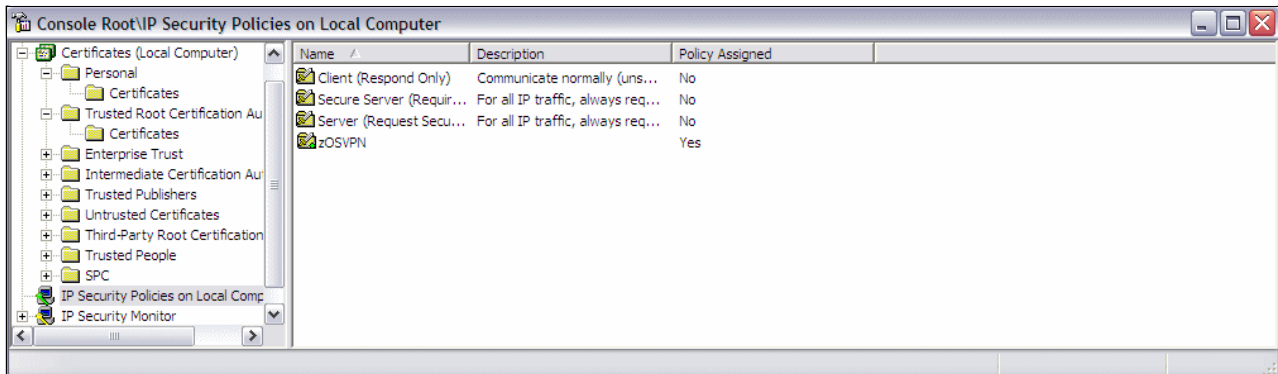 Console Root\IP Security Policies on Local Computer
Certificates (Local Computer)
Personal
Certificates
Trusted Root Certification Au
Certificates
Enterprise Trust
Intermediate Certification Au
Trusted Publishers
Untrusted Certificates
Third-Party Root Certification
Trusted People
SPC
IP Security Policies on Local Comp
IP Security Monitor
Name Description Policy Assigned
Client (Respond Only) Communicate normally (uns... No
Secure Server (Requir... For all IP traffic, always req... No
Server (Request Secu... For all IP traffic, always req... No
zOSVPN Yes